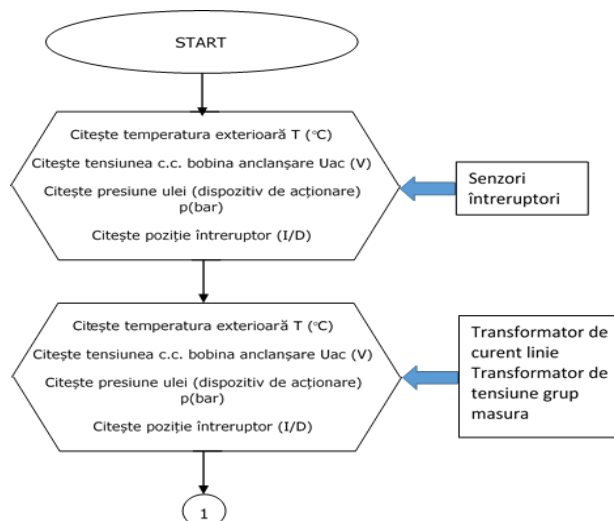 START
Citește temperatura exterioară T (°C)
Citește tensiunea c.c. bobina anclanșare Uac (V)
Citește presiune ulei (dispozitiv de acționare)
p(bar)
Citește poziție întreruptor (I/D)
Senzori
întreruptori
Citește temperatura exterioară T (°C)
Citește tensiunea c.c. bobina anclanșare Uac (V)
Citește presiune ulei (dispozitiv de acționare)
p(bar)
Citește poziție întreruptor (I/D)
Transformator de
curent linie
Transformator de
tensiune grup
masura
1